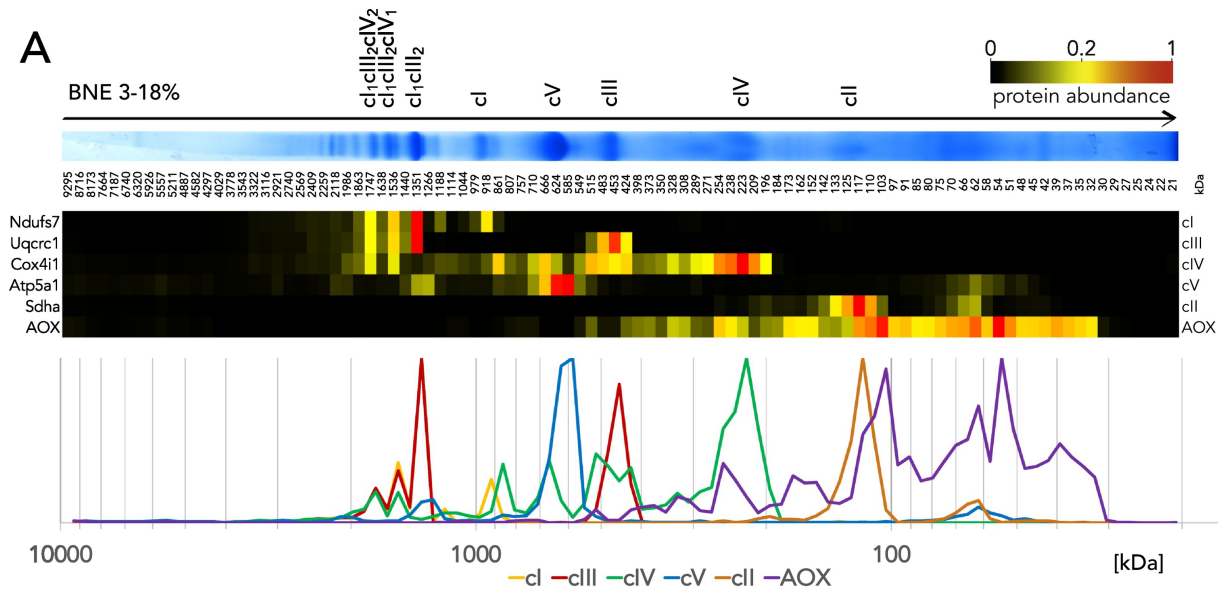 A
cI₁cIII₂cIV₂
cI₁cIII₂cIV₁
cI₁cIII₂
cI
cV
cIII
cIV
cII
0 0.2 1
protein abundance
BNE 3-18%
9295 8716 8173 7664 7187 6740 6320 5926 5557 5211 4887 4582 4297 4029 3778 3543 3322 3116 2921 2740 2569 2409 2259 2118 1986 1863 1747 1638 1536 1440 1351 1266 1188 1114 1044 979 918 861 807 757 710 666 624 585 549 515 483 453 424 398 373 350 328 308 289 271 254 238 223 209 196 184 173 162 152 142 133 125 117 110 103 97 91 85 80 75 70 66 62 58 54 51 48 45 42 39 37 35 32 30 29 27 25 24 22 21 kDa
Ndufs7 cI
Uqcrc1 cIII
Cox4i1 cIV
Atp5a1 cV
Sdha cII
AOX AOX
10000 1000 100 [kDa]
cI cIII cIV cV cII AOX